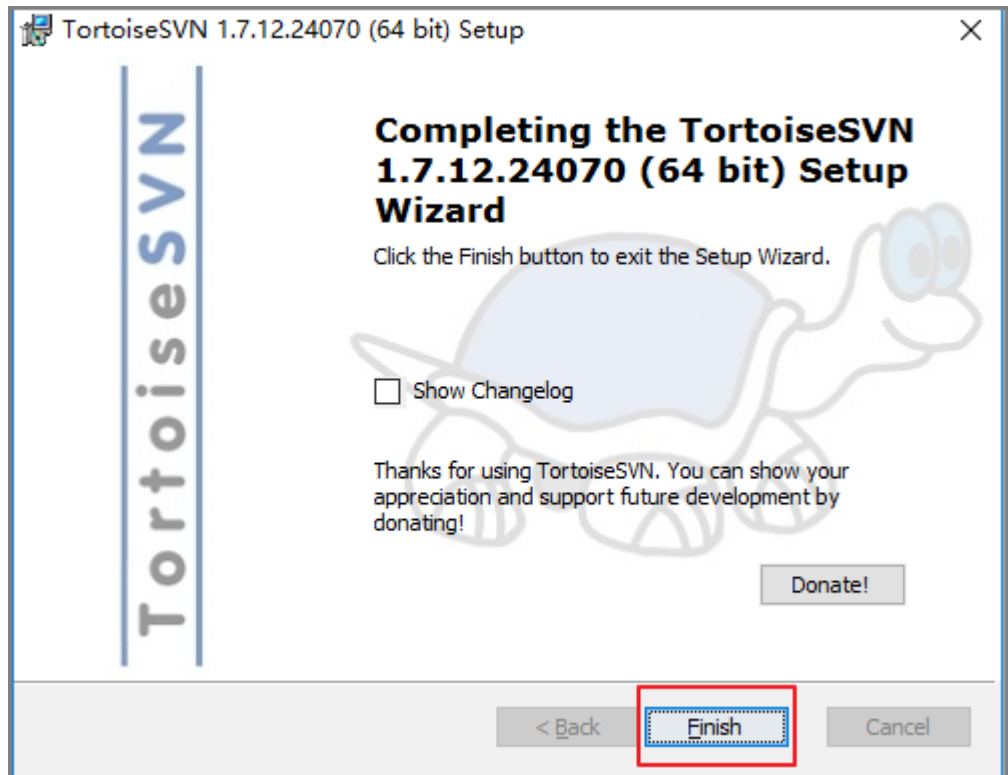 TortoiseSVN 1.7.12.24070 (64 bit) Setup
TortoiseSVN
Completing the TortoiseSVN
1.7.12.24070 (64 bit) Setup
Wizard
Click the Finish button to exit the Setup Wizard.
Show Changelog
Thanks for using TortoiseSVN. You can show your
appreciation and support future development by
donating!
Donate!
< Back Finish Cancel